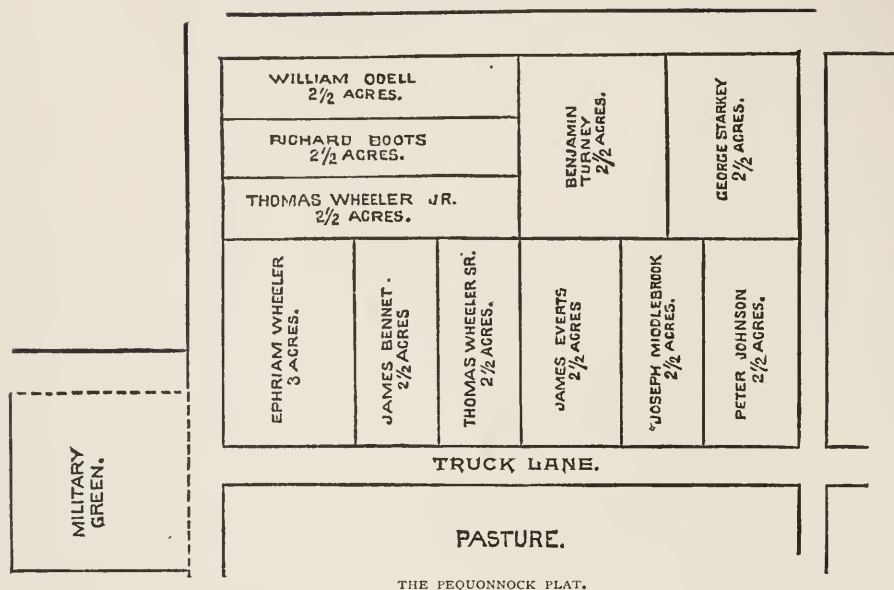 WILLIAM ODELL
2½ ACRES.
RICHARD BOOTS
2½ ACRES.
THOMAS WHEELER JR.
2½ ACRES.
BENJAMIN
TURNEY
2½ ACRES.
GEORGE STARKEY
2½ ACRES.
EPHRIAM WHEELER
3 ACRES.
JAMES BENNET.
2½ ACRES
THOMAS WHEELER SR.
2½ ACRES.
JAMES EVERTS
2½ ACRES
JOSEPH MIDDLEBROOK
2½ ACRES.
PETER JOHNSON
2½ ACRES.
MILITARY
GREEN.
TRUCK LANE.
PASTURE.
THE PEQUONNOCK PLAT.